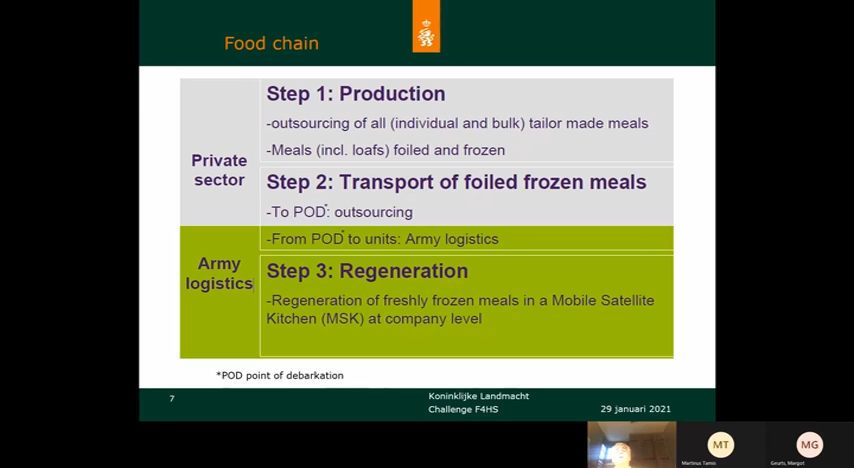 Food chain
Step 1: Production
-outsourcing of all (individual and bulk) tailor made meals
-Meals (incl. loafs) foiled and frozen
Private
sector
Step 2: Transport of foiled frozen meals
-To POD*: outsourcing
-From POD* to units: Army logistics
Army
logistics
Step 3: Regeneration
-Regeneration of freshly frozen meals in a Mobile Satellite
Kitchen (MSK) at company level
*POD point of debarkation
7
Koninklijke Landmacht
Challenge F4HS
29 januari 2021
MT
MG
Martinus Tamis
Geurts, Margot